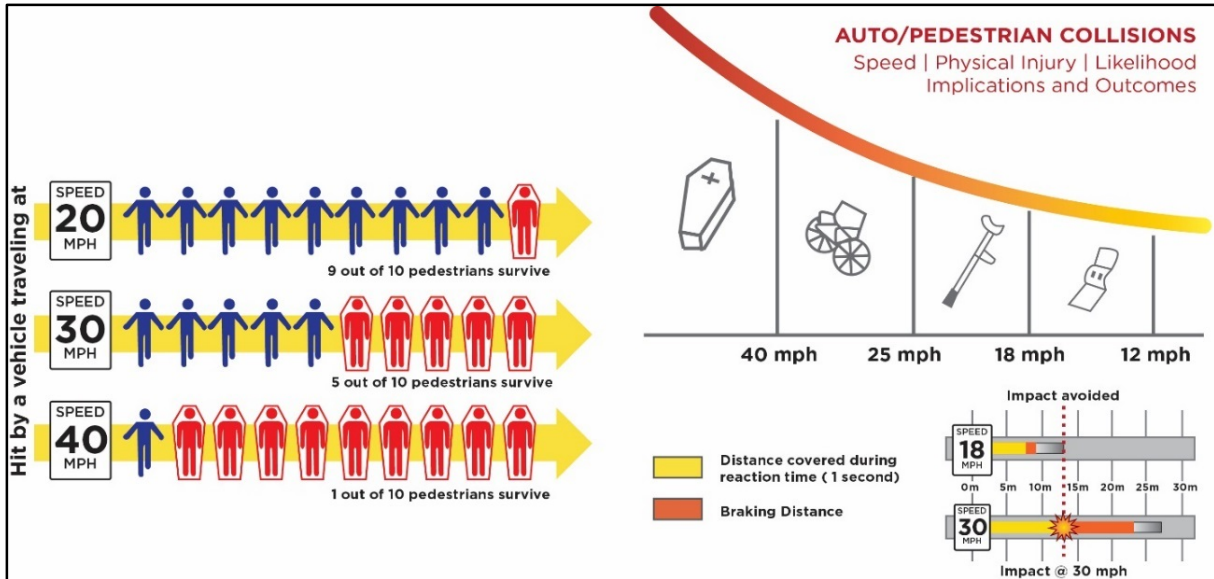 Hit by a vehicle traveling at
SPEED
20
MPH
9 out of 10 pedestrians survive
SPEED
30
MPH
5 out of 10 pedestrians survive
SPEED
40
MPH
1 out of 10 pedestrians survive
AUTO/PEDESTRIAN COLLISIONS
Speed | Physical Injury | Likelihood
Implications and Outcomes
40 mph 25 mph 18 mph 12 mph
Distance covered during
reaction time ( 1 second)
Braking Distance
Impact avoided
SPEED
18
MPH
0m 5m 10m 15m 20m 25m 30m
SPEED
30
MPH
Impact @ 30 mph